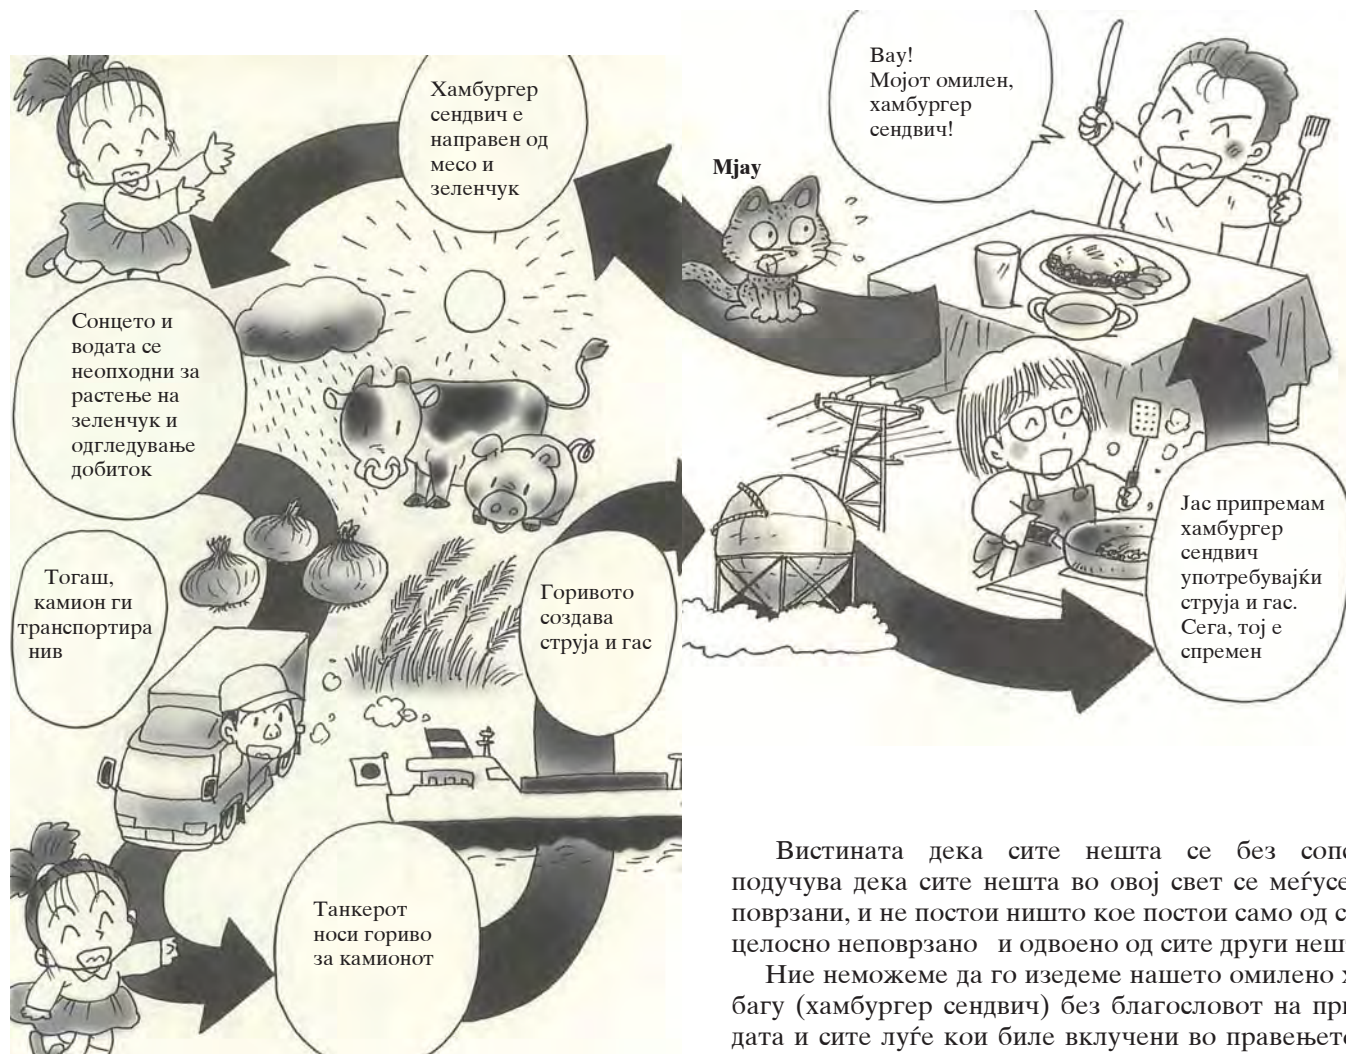 Вау!
Мојот омилен,
хамбургер
сендвич!
Мјау
Хамбургер
сендвич е
направен од
месо и
зеленчук
Сонцето и
водата се
неопходни за
растење на
зеленчук и
одгледување
добиток
Тогаш,
камион ги
транспортира
нив
Танкерот
носи гориво
за камионот
Горивото
создава
струја и гас
Јас припремам
хамбургер
сендвич
употребувајќи
струја и гас.
Сега, тој е
спремен
Вистината дека сите нешта се без
подучува дека сите нешта во овој свет се
поврзани, и не постои ништо кое постои само од
целосно неповрзано и одвоено од сите други
Ние неможеме да го изедеме нашето омилено
багу (хамбургер сендвич) без благословот на
дата и сите луѓе кои биле вклучени во правењето